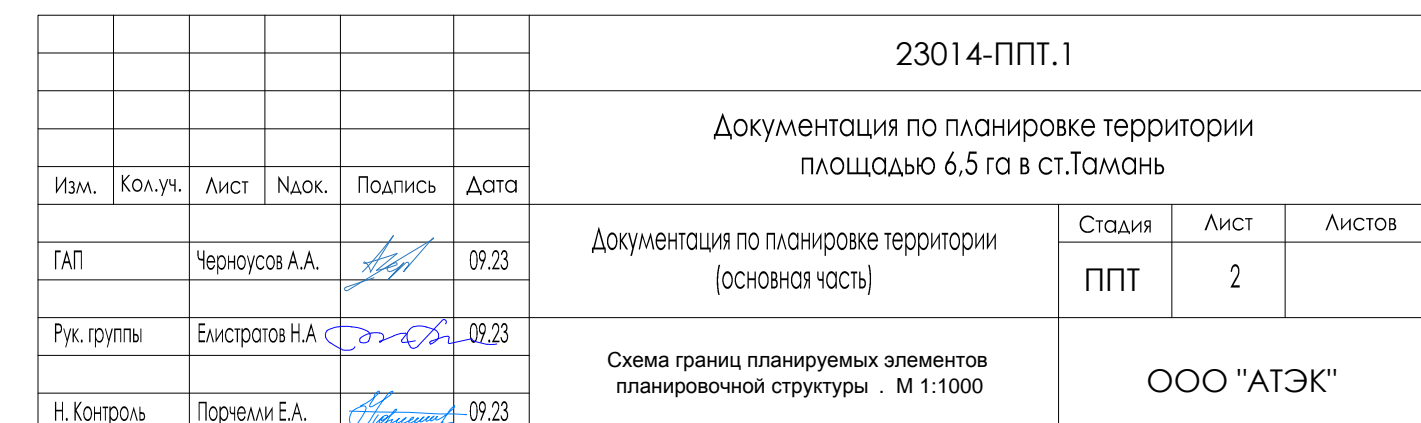 23014-ППТ.1
Документация по планировке территории
площадью 6,5 га в ст.Тамань
Изм. Кол.уч. Лист Nдок. Подпись Дата
Документация по планировке территории
(основная часть)
Стадия Лист Листов
ГАП Черноусов А.А. 09.23
ППТ 2
Рук. группы Елистратов Н.А 09.23
Схема границ планируемых элементов
планировочной структуры . М 1:1000
ООО "АТЭК"
Н. Контроль Порчелли Е.А. 09.23